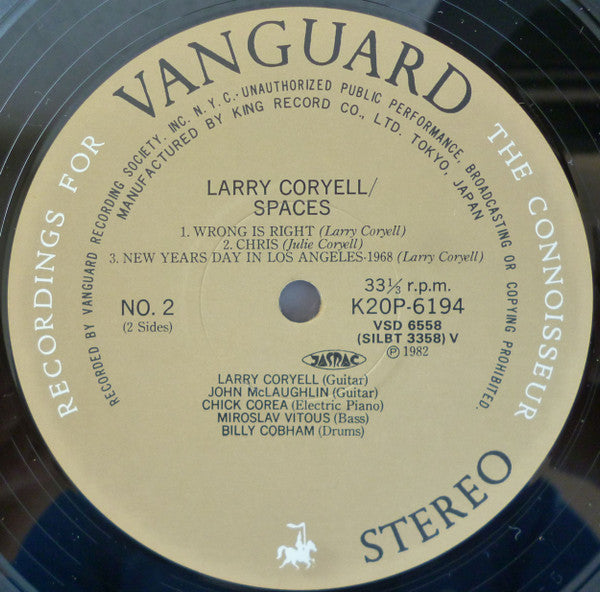 VANGUARD
RECORDINGS FOR THE CONNOISSEUR
RECORDED BY VANGUARD RECORDING SOCIETY. INC. N.Y.C.·UNAUTHORIZED PUBLIC PERFORMANCE, BROADCASTING OR COPYING PROHIBITED.
MANUFACTURED BY KING RECORD CO., LTD. TOKYO, JAPAN
LARRY CORYELL/
SPACES
1. WRONG IS RIGHT (Larry Coryell)
2. CHRIS (Julie Coryell)
3. NEW YEARS DAY IN LOS ANGELES-1968 (Larry Coryell)
NO. 2
(2 Sides)
33⅓ r.p.m.
K20P-6194
VSD 6558
(SILBT 3358) V
JASRAC
Ⓟ 1982
LARRY CORYELL (Guitar)
JOHN McLAUGHLIN (Guitar)
CHICK COREA (Electric Piano)
MIROSLAV VITOUS (Bass)
BILLY COBHAM (Drums)
STEREO